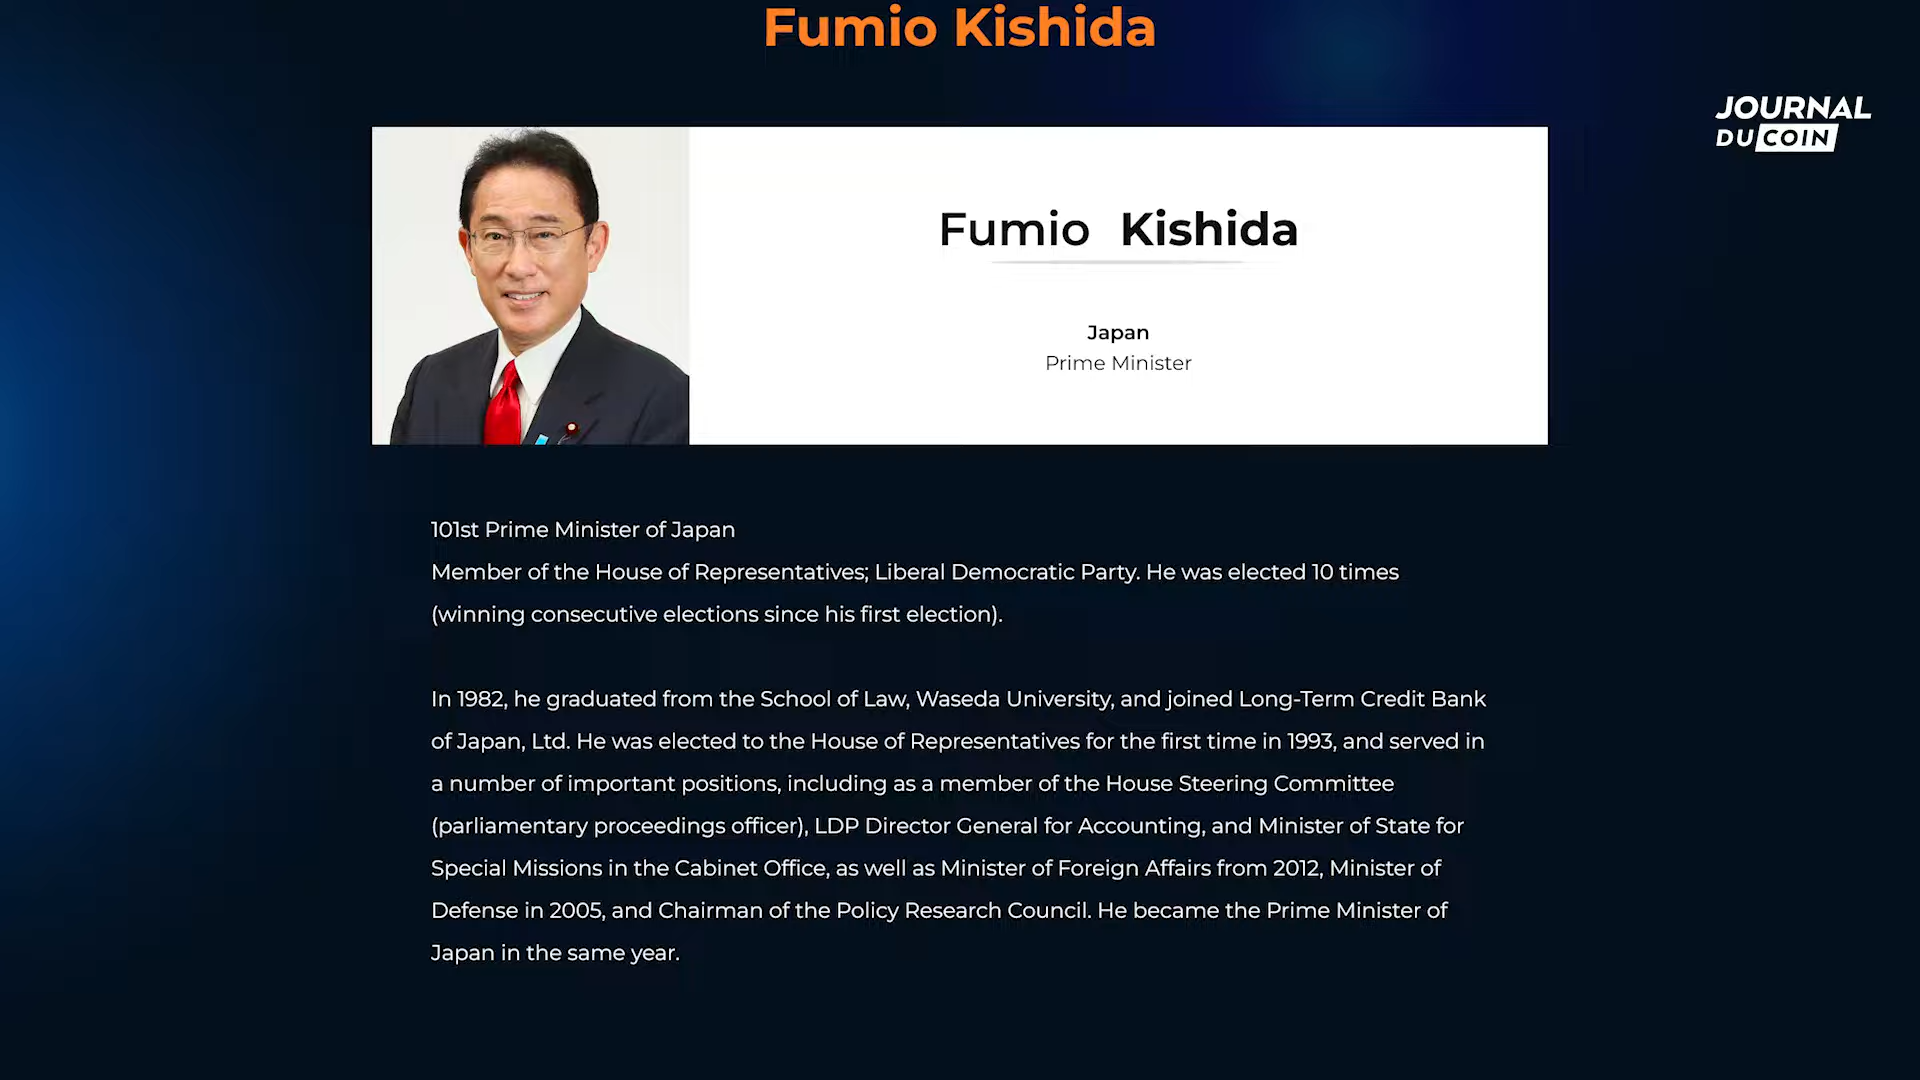 Fumio Kishida
JOURNAL
DU COIN
Fumio Kishida
Japan
Prime Minister
101st Prime Minister of Japan
Member of the House of Representatives; Liberal Democratic Party. He was elected 10 times
(winning consecutive elections since his first election).
In 1982, he graduated from the School of Law, Waseda University, and joined Long-Term Credit Bank
of Japan, Ltd. He was elected to the House of Representatives for the first time in 1993, and served in
a number of important positions, including as a member of the House Steering Committee
(parliamentary proceedings officer), LDP Director General for Accounting, and Minister of State for
Special Missions in the Cabinet Office, as well as Minister of Foreign Affairs from 2012, Minister of
Defense in 2005, and Chairman of the Policy Research Council. He became the Prime Minister of
Japan in the same year.